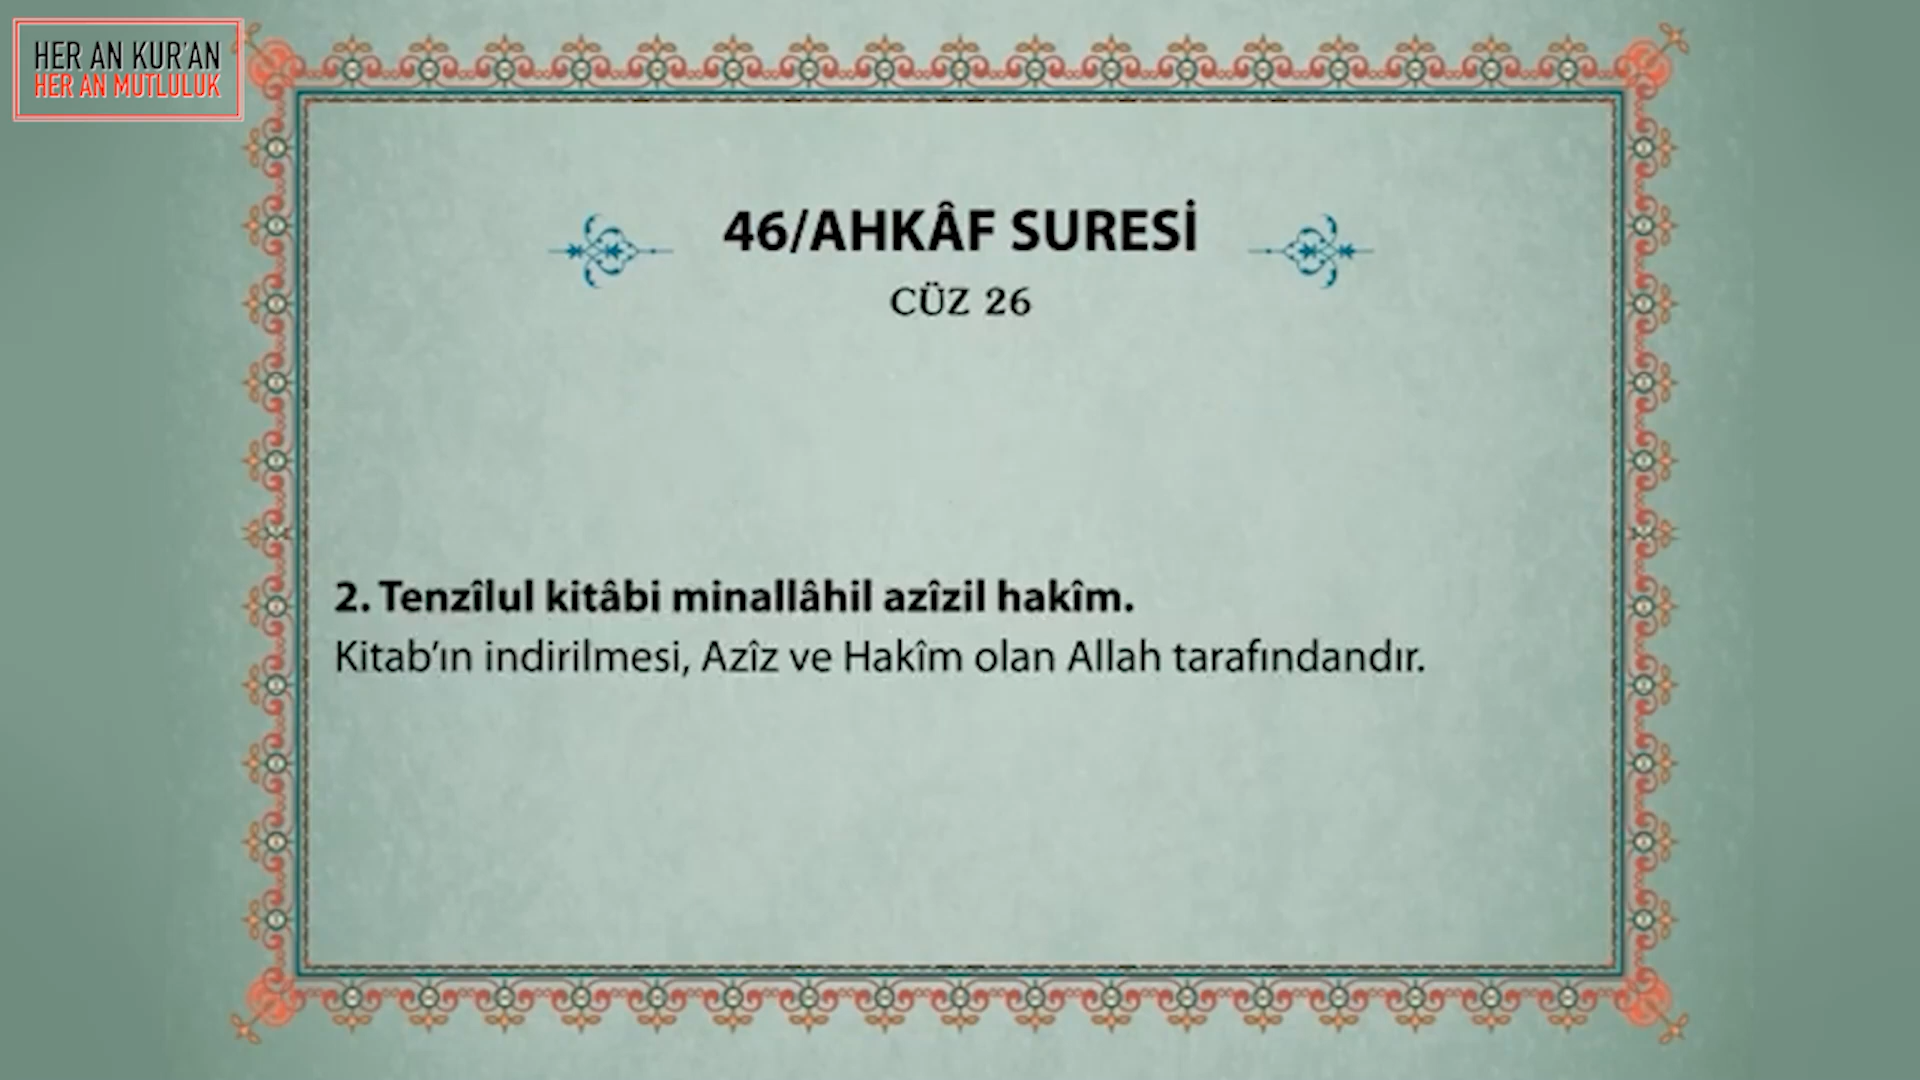 HER AN KUR'AN
HER AN MUTLULUK
46/AHKÂF SURESİ
CÜZ 26
2. Tenzîlul kitâbi minallâhil azîzil hakîm.
Kitab'ın indirilmesi, Azîz ve Hakîm olan Allah tarafındandır.